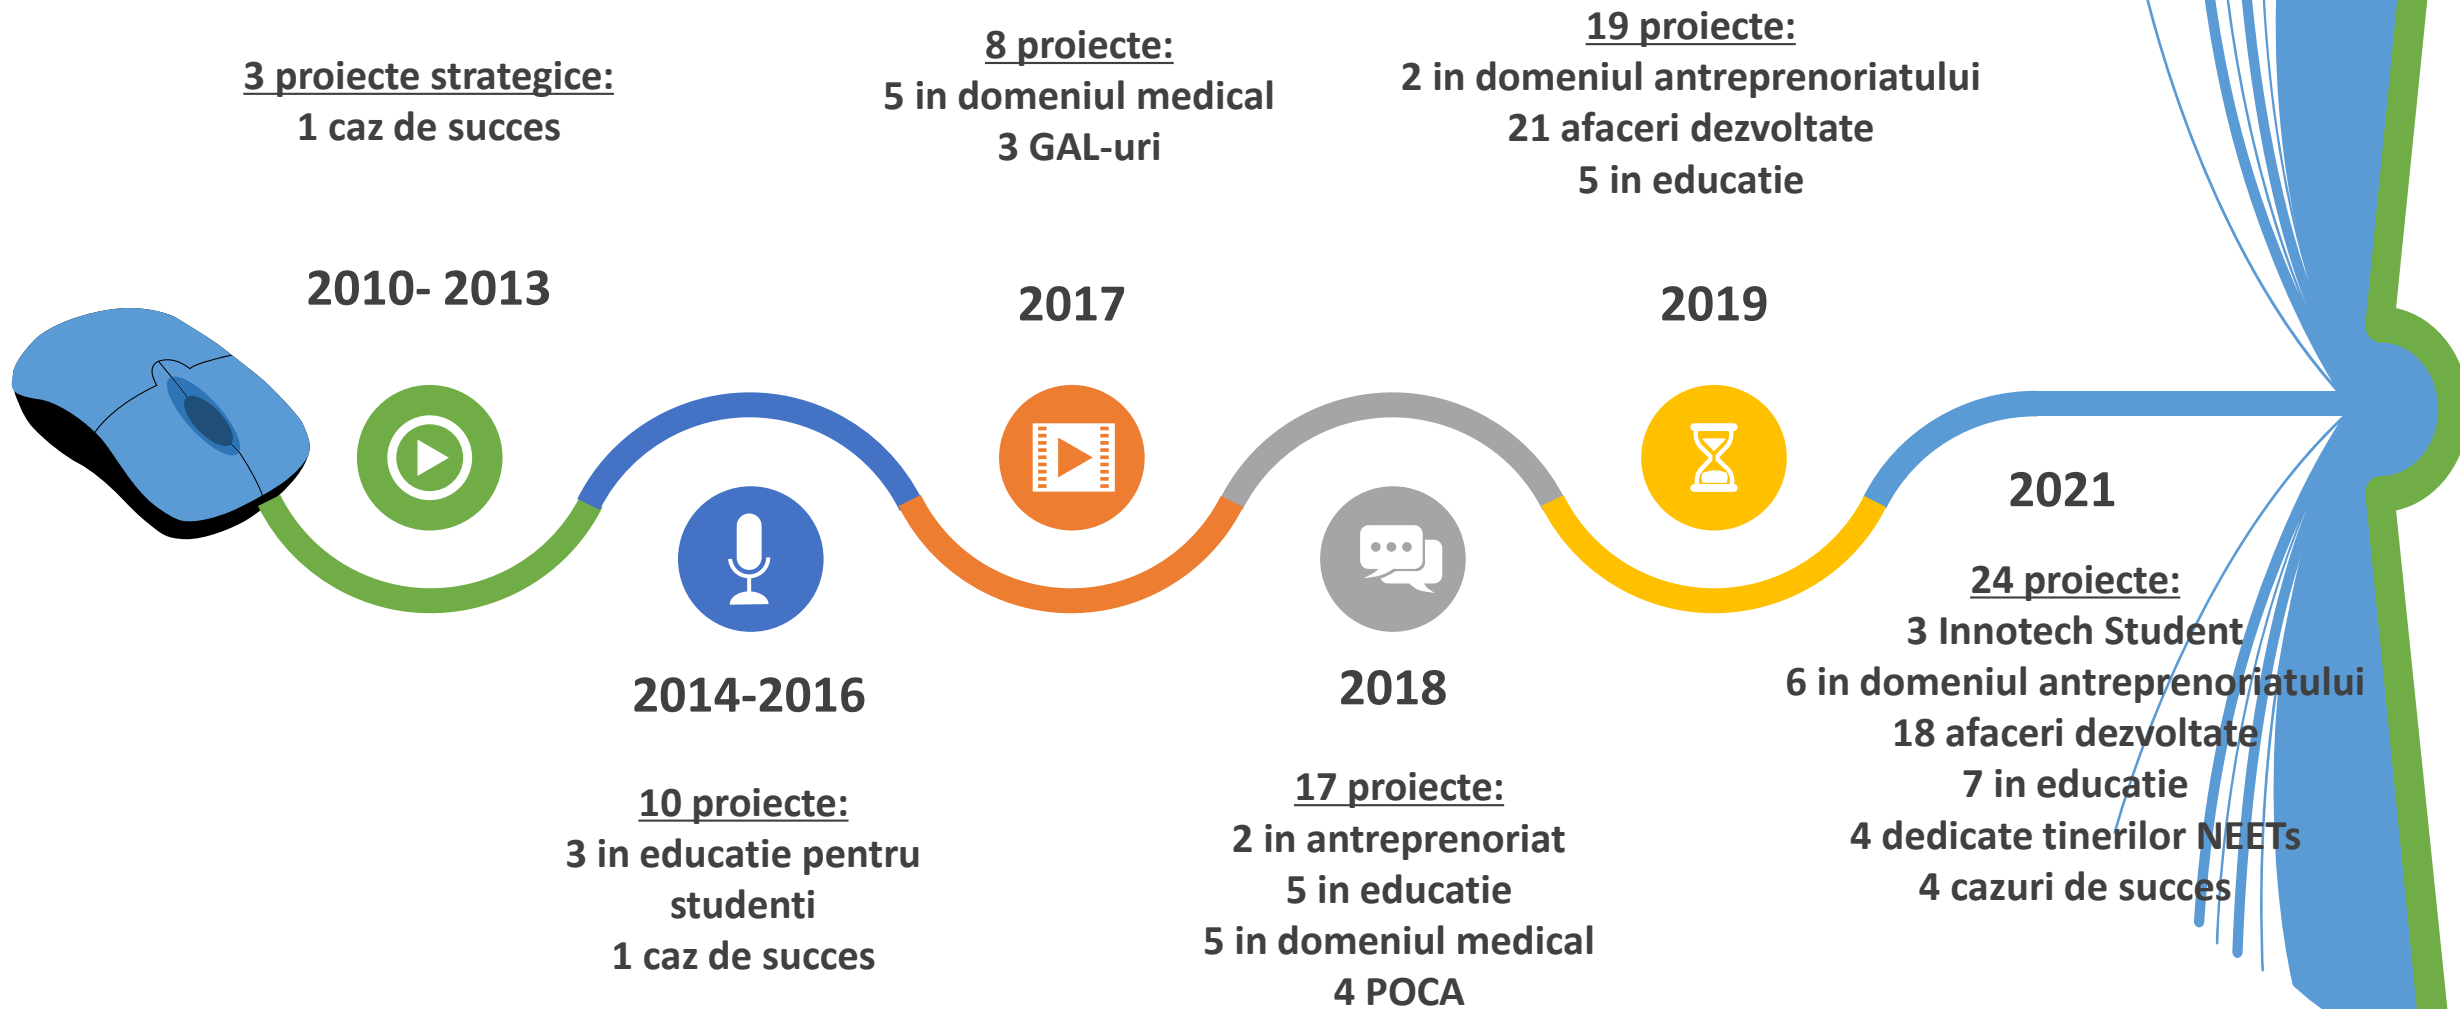 3 proiecte strategice:
1 caz de succes
2010- 2013
2014-2016
10 proiecte:
3 in educatie pentru
studenti
1 caz de succes
8 proiecte:
5 in domeniul medical
3 GAL-uri
2017
2018
17 proiecte:
2 in antreprenoriat
5 in educatie
5 in domeniul medical
4 POCA
19 proiecte:
2 in domeniul antreprenoriatului
21 afaceri dezvoltate
5 in educatie
2019
2021
24 proiecte:
3 Innotech Student
6 in domeniul antreprenoriatului
18 afaceri dezvoltate
7 in educatie
4 dedicate tinerilor NEETs
4 cazuri de succes